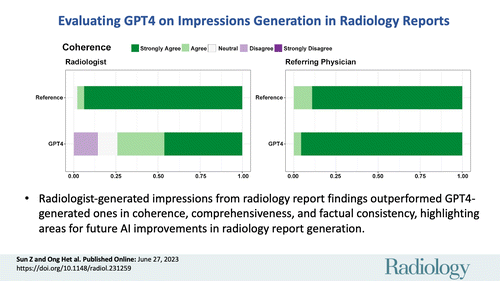 Evaluating GPT4 on Impressions Generation in Radiology Reports
Coherence
Strongly Agree Agree Neutral Disagree Strongly Disagree
Radiologist
Referring Physician
Reference
GPT4
0.00 0.25 0.50 0.75 1.00
Reference
GPT4
0.00 0.25 0.50 0.75 1.00
• Radiologist-generated impressions from radiology report findings outperformed GPT4-
generated ones in coherence, comprehensiveness, and factual consistency, highlighting
areas for future AI improvements in radiology report generation.
Sun Z and Ong Het al. Published Online: June 27, 2023
https://doi.org/10.1148/radiol.231259
Radiology